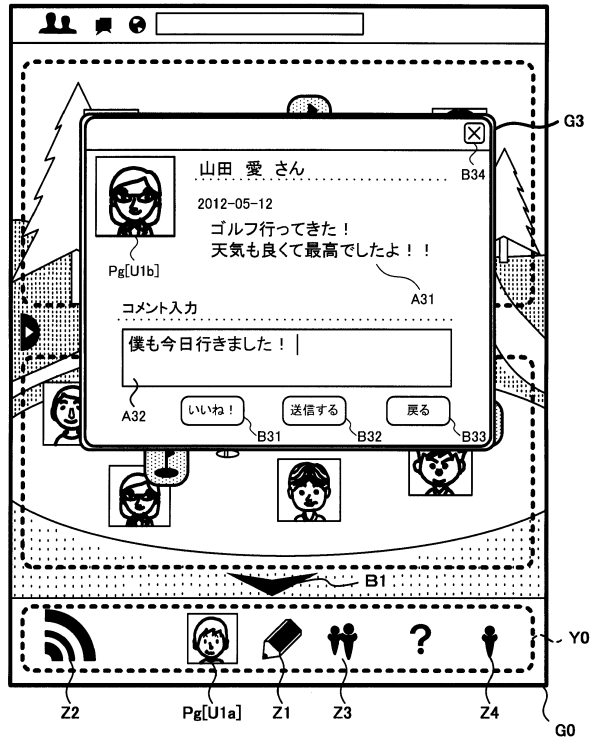 G3
B34
山田 愛 さん
2012-05-12
ゴルフ行ってきた！
天気も良くて最高でしたよ！！
Pg[U1b]
A31
コメント入力
僕も今日行きました！
A32
いいね！
送信する
戻る
B31
B32
B33
B1
?
Y0
Z2
Pg[U1a]
Z1
Z3
Z4
G0